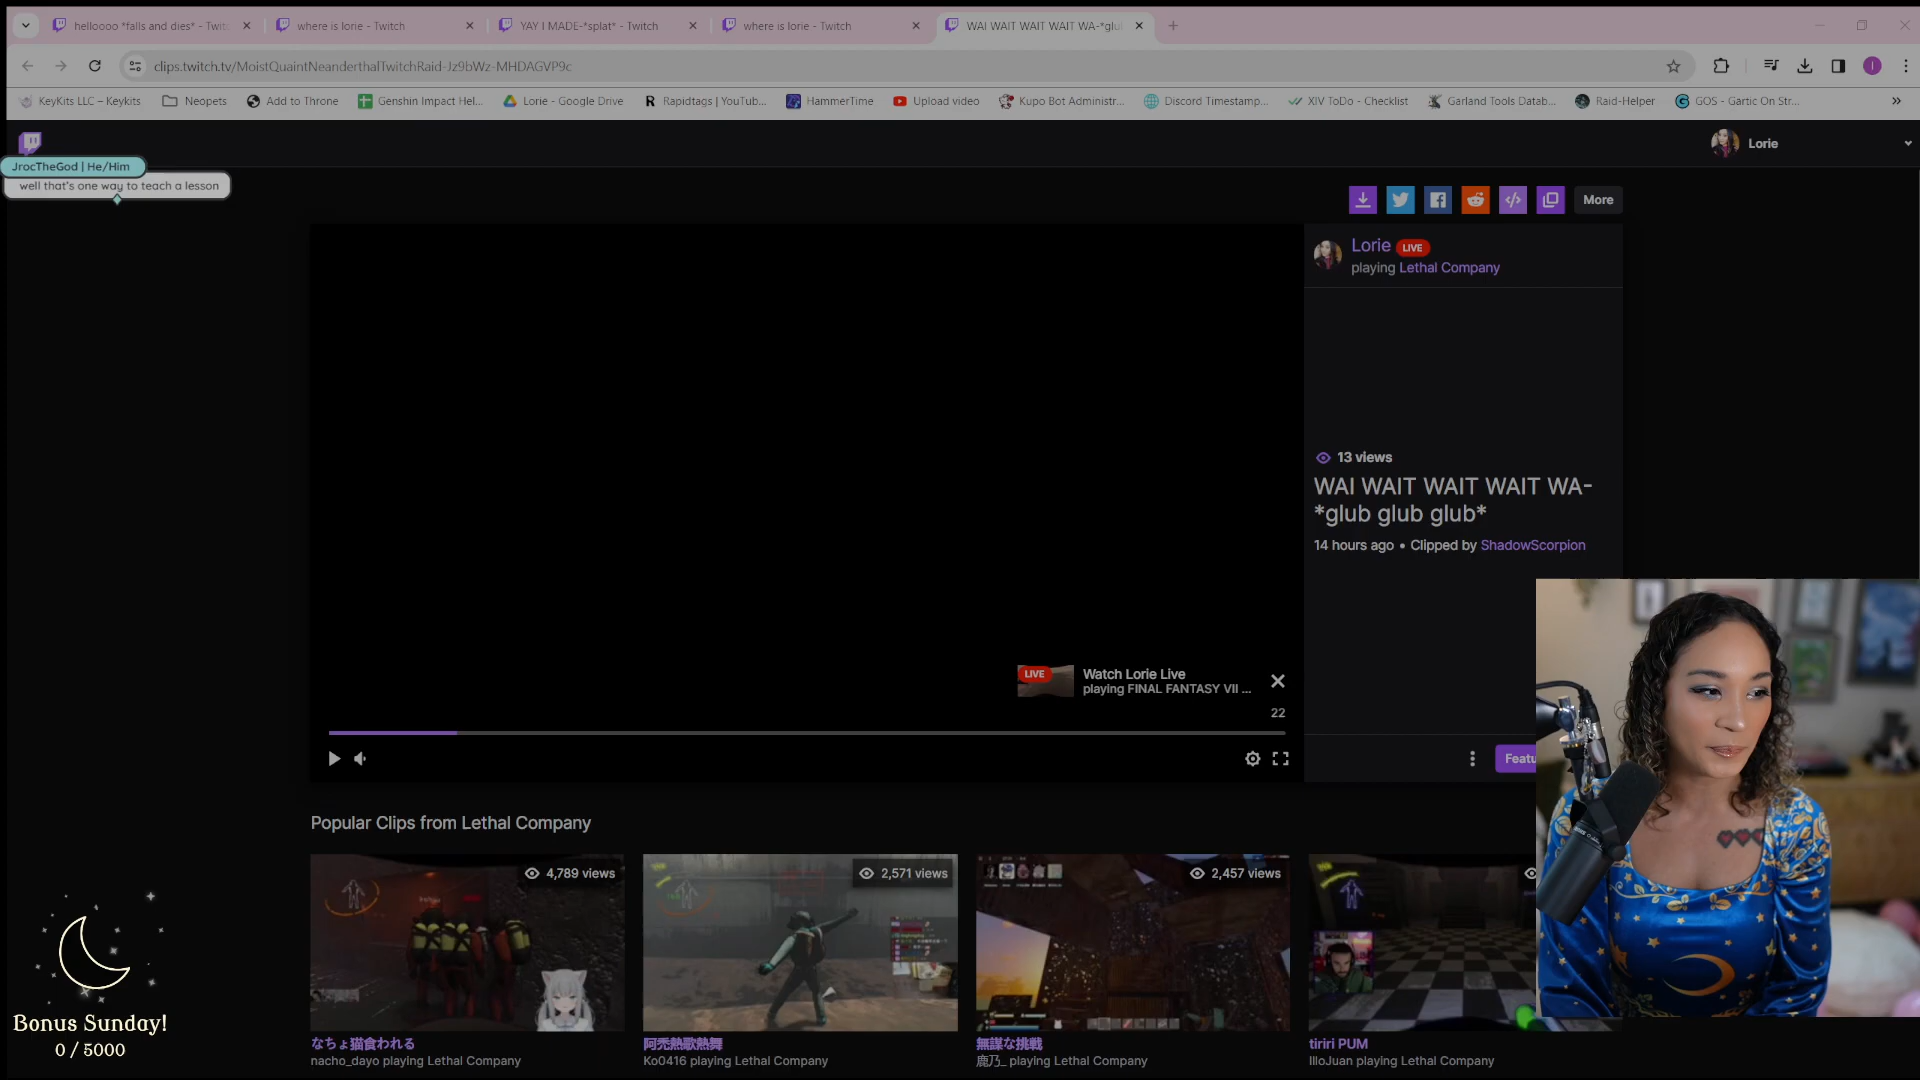 helloooo *falls and dies* - Twit
where is lorie - Twitch
YAY I MADE-*splat* - Twitch
where is lorie - Twitch
WAI WAIT WAIT WAIT WA-*glu
clips.twitch.tv/MoistQuaintNeanderthalTwitchRaid-Jz9bWz-MHDAGVP9c
KeyKits LLC – Keykits
Neopets
Add to Throne
Genshin Impact Hel...
Lorie - Google Drive
Rapidtags | YouTub...
HammerTime
Upload video
Kupo Bot Administr...
Discord Timestamp...
XIV ToDo - Checklist
Garland Tools Datab...
Raid-Helper
GOS - Gartic On Str...
Lorie
JrocTheGod | He/Him
well that's one way to teach a lesson
More
Lorie LIVE
playing Lethal Company
13 views
WAI WAIT WAIT WAIT WA-
*glub glub glub*
14 hours ago • Clipped by ShadowScorpion
LIVE
Watch Lorie Live
playing FINAL FANTASY VII ...
22
Featu
Popular Clips from Lethal Company
4,789 views
2,571 views
2,457 views
なちょ猫食われる
nacho_dayo playing Lethal Company
阿禿熱歌熱舞
Ko0416 playing Lethal Company
無謀な挑戦
鹿乃_ playing Lethal Company
tiriri PUM
IlloJuan playing Lethal Company
Bonus Sunday!
0 / 5000